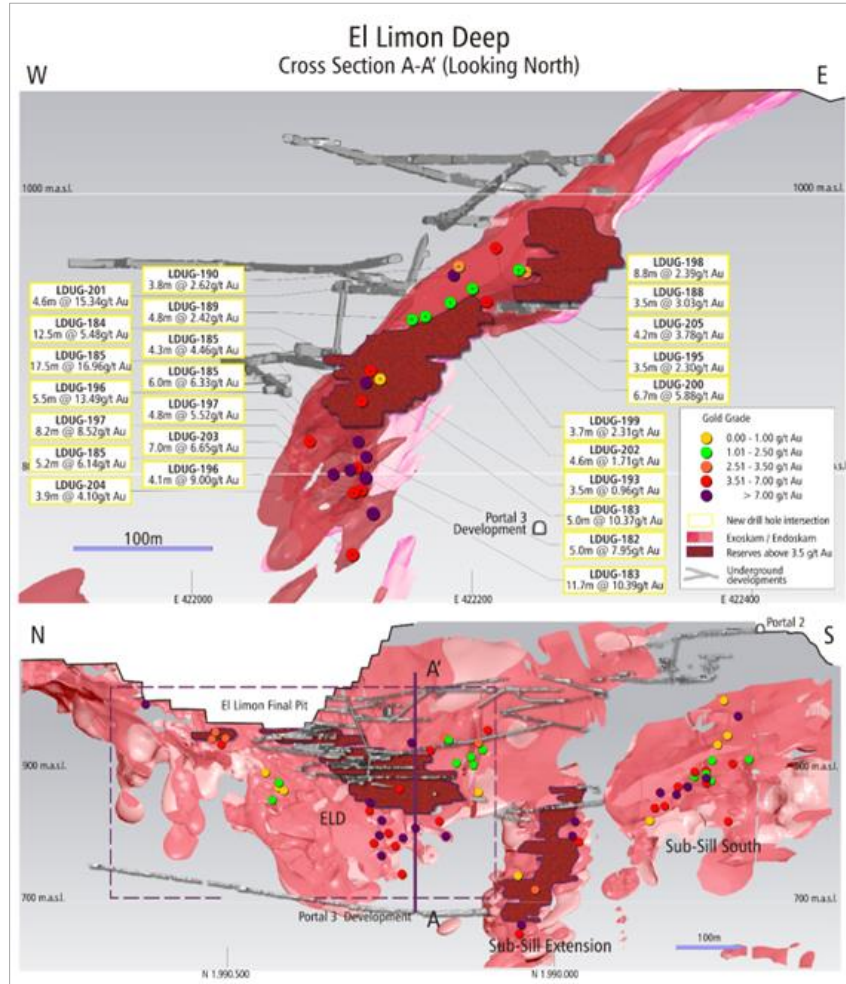 El Limon Deep
Cross Section A-A' (Looking North)
W
E
1000 m.a.s.l.
1000 m.a.s.l.
LDUG-190
3.8m @ 2.62g/t Au
LDUG-201
4.6m @ 15.34g/t Au
LDUG-189
4.8m @ 2.42g/t Au
LDUG-184
12.5m @ 5.48g/t Au
LDUG-185
4.3m @ 4.46g/t Au
LDUG-185
17.5m @ 16.96g/t Au
LDUG-185
6.0m @ 6.33g/t Au
LDUG-196
5.5m @ 13.49g/t Au
LDUG-197
4.8m @ 5.52g/t Au
LDUG-197
8.2m @ 8.52g/t Au
LDUG-203
7.0m @ 6.65g/t Au
LDUG-185
5.2m @ 6.14g/t Au
LDUG-196
4.1m @ 9.00g/t Au
LDUG-204
3.9m @ 4.10g/t Au
LDUG-198
8.8m @ 2.39g/t Au
LDUG-188
3.5m @ 3.03g/t Au
LDUG-205
4.2m @ 3.78g/t Au
LDUG-195
3.5m @ 2.30g/t Au
LDUG-200
6.7m @ 5.88g/t Au
LDUG-199
3.7m @ 2.31g/t Au
LDUG-202
4.6m @ 1.71g/t Au
LDUG-193
3.5m @ 0.96g/t Au
LDUG-183
5.0m @ 10.37g/t Au
LDUG-182
5.0m @ 7.95g/t Au
LDUG-183
11.7m @ 10.39g/t Au
Gold Grade
0.00 - 1.00 g/t Au
1.01 - 2.50 g/t Au
2.51 - 3.50 g/t Au
3.51 - 7.00 g/t Au
> 7.00 g/t Au
New drill hole intersection
Exoskarn / Endoskarn
Reserves above 3.5 g/t Au
Underground
developments
Portal 3
Development
100m
E 422000
E 422200
E 422400
N
S
Portal 2
A'
El Limon Final Pit
900 m.a.s.l.
ELD
Sub-Sill South
700 m.a.s.l.
700 m.a.s.l.
Portal 3 Development
A
Sub-Sill Extension
100m
N 1.990.500
N 1.990.000